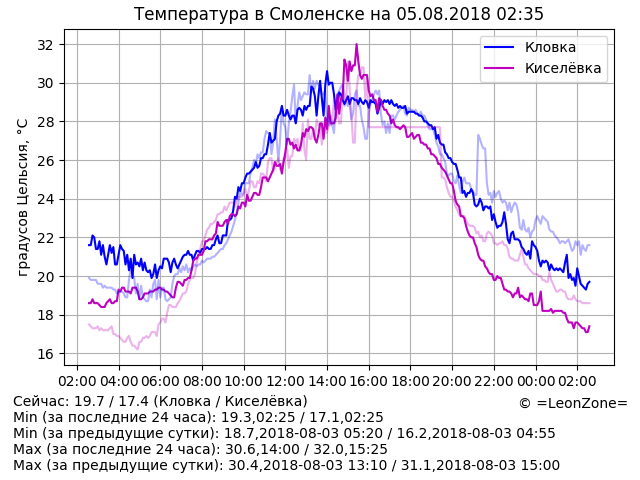 Температура в Смоленске на 05.08.2018 02:35
градусов Цельсия, °C
32
30
28
26
24
22
20
18
16
Кловка
Киселёвка
02:00 04:00 06:00 08:00 10:00 12:00 14:00 16:00 18:00 20:00 22:00 00:00 02:00
Сейчас: 19.7 / 17.4 (Кловка / Киселёвка)
© =LeonZone=
Min (за последние 24 часа): 19.3,02:25 / 17.1,02:25
Min (за предыдущие сутки): 18.7,2018-08-03 05:20 / 16.2,2018-08-03 04:55
Max (за последние 24 часа): 30.6,14:00 / 32.0,15:25
Max (за предыдущие сутки): 30.4,2018-08-03 13:10 / 31.1,2018-08-03 15:00